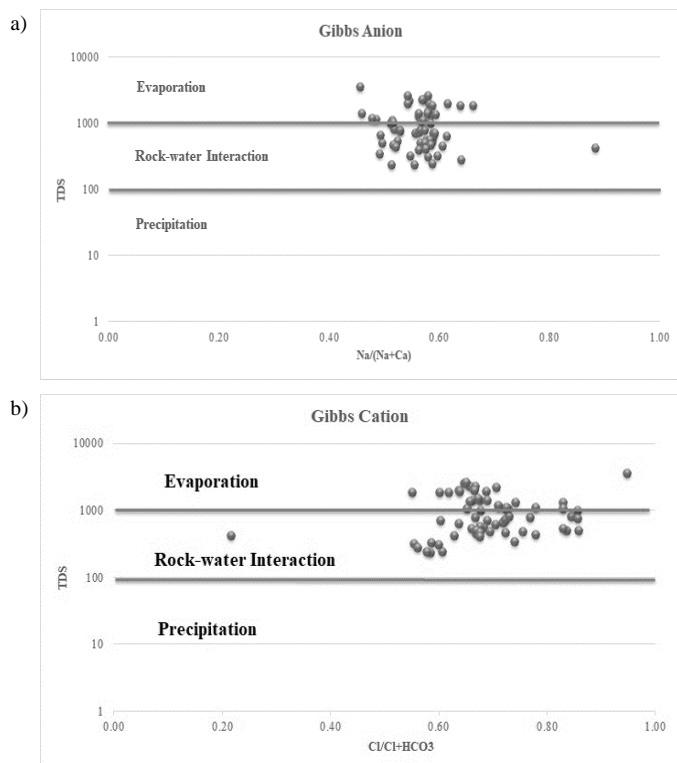 a)
Gibbs Anion
10000
Evaporation
1000
Rock-water Interaction
TDS
100
Precipitation
10
1
0.00 0.20 0.40 0.60 0.80 1.00
Na/(Na+Ca)
b)
Gibbs Cation
10000
Evaporation
1000
Rock-water Interaction
TDS
100
Precipitation
10
1
0.00 0.20 0.40 0.60 0.80 1.00
Cl/Cl+HCO3